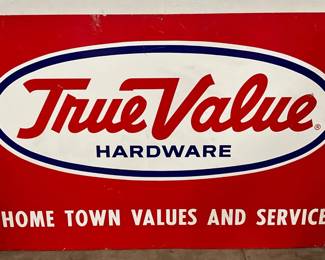 True Value®
HARDWARE
HOME TOWN VALUES AND SERVICE